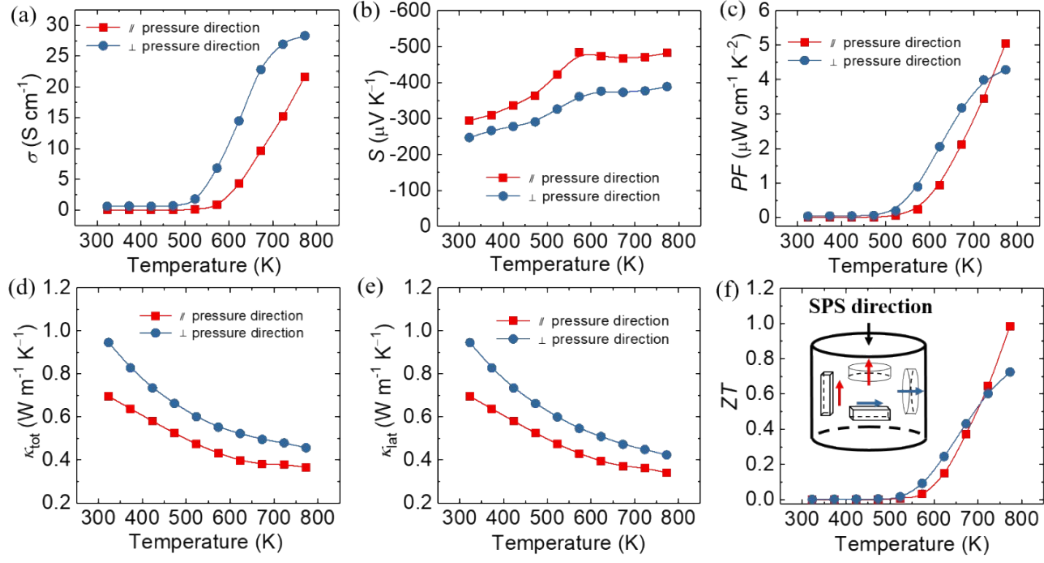 (a)
// pressure direction
⊥ pressure direction
σ (S cm⁻¹)
30
25
20
15
10
5
0
300 400 500 600 700 800
Temperature (K)
(b)
S (μV K⁻¹)
-600
-500
-400
-300
-200
-100
0
// pressure direction
⊥ pressure direction
300 400 500 600 700 800
Temperature (K)
(c)
// pressure direction
⊥ pressure direction
PF (μW cm⁻¹ K⁻²)
6
5
4
3
2
1
0
300 400 500 600 700 800
Temperature (K)
(d)
// pressure direction
⊥ pressure direction
κtot (W m⁻¹ K⁻¹)
1.2
1.0
0.8
0.6
0.4
0.2
300 400 500 600 700 800
Temperature (K)
(e)
// pressure direction
⊥ pressure direction
κlat (W m⁻¹ K⁻¹)
1.2
1.0
0.8
0.6
0.4
0.2
300 400 500 600 700 800
Temperature (K)
(f)
SPS direction
ZT
1.2
1.0
0.8
0.6
0.4
0.2
0.0
300 400 500 600 700 800
Temperature (K)